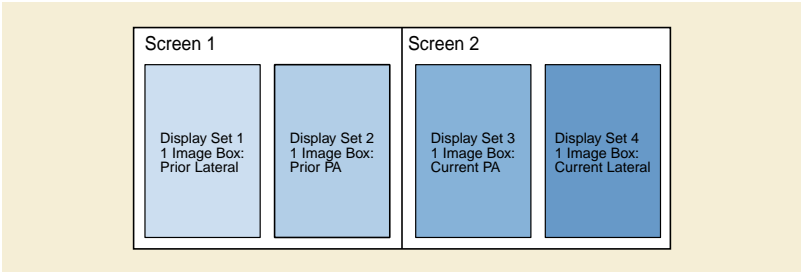 Screen 1
Screen 2
Display Set 1
1 Image Box:
Prior Lateral
Display Set 2
1 Image Box:
Prior PA
Display Set 3
1 Image Box:
Current PA
Display Set 4
1 Image Box:
Current Lateral